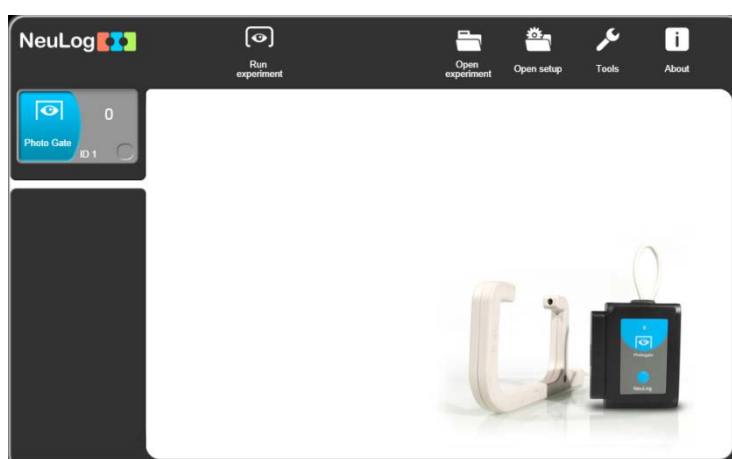 NeuLog
Run
experiment
Open
experiment
Open setup
Tools
i
About
0
Photo Gate
ID 1
Photogate
NeuLog